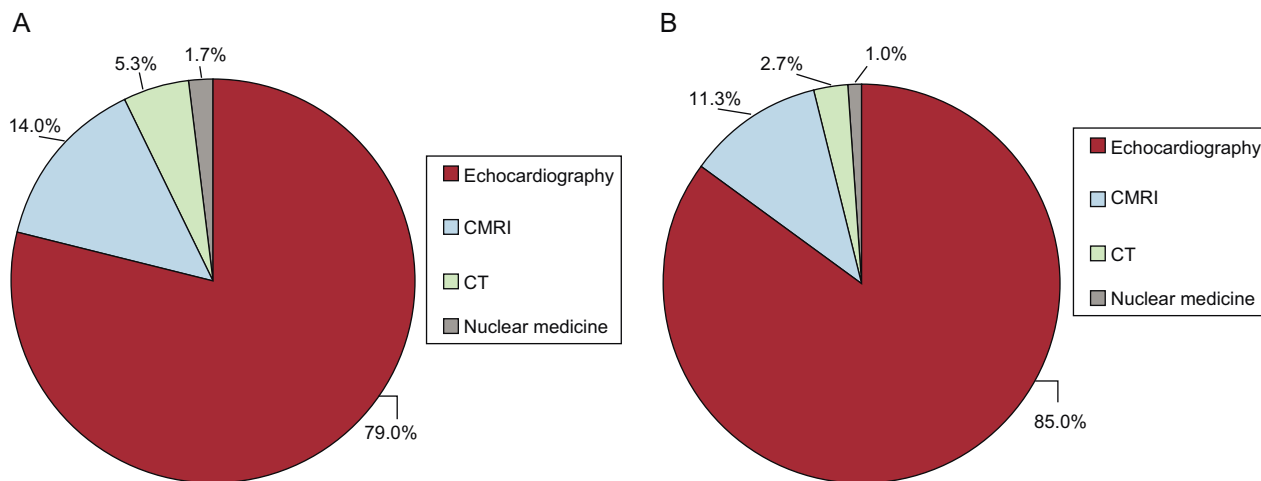 A
1.7%
5.3%
14.0%
79.0%
Echocardiography
CMRI
CT
Nuclear medicine
B
1.0%
2.7%
11.3%
85.0%
Echocardiography
CMRI
CT
Nuclear medicine